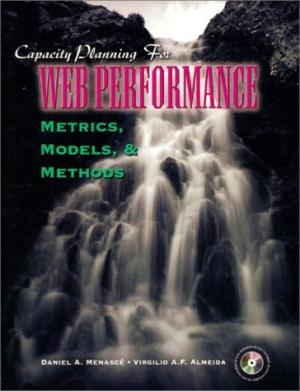 Capacity Planning For
WEB PERFORMANCE
METRICS,
MODELS, &
METHODS
DANIEL A. MENASCÉ • VIRGILIO A.F. ALMEIDA